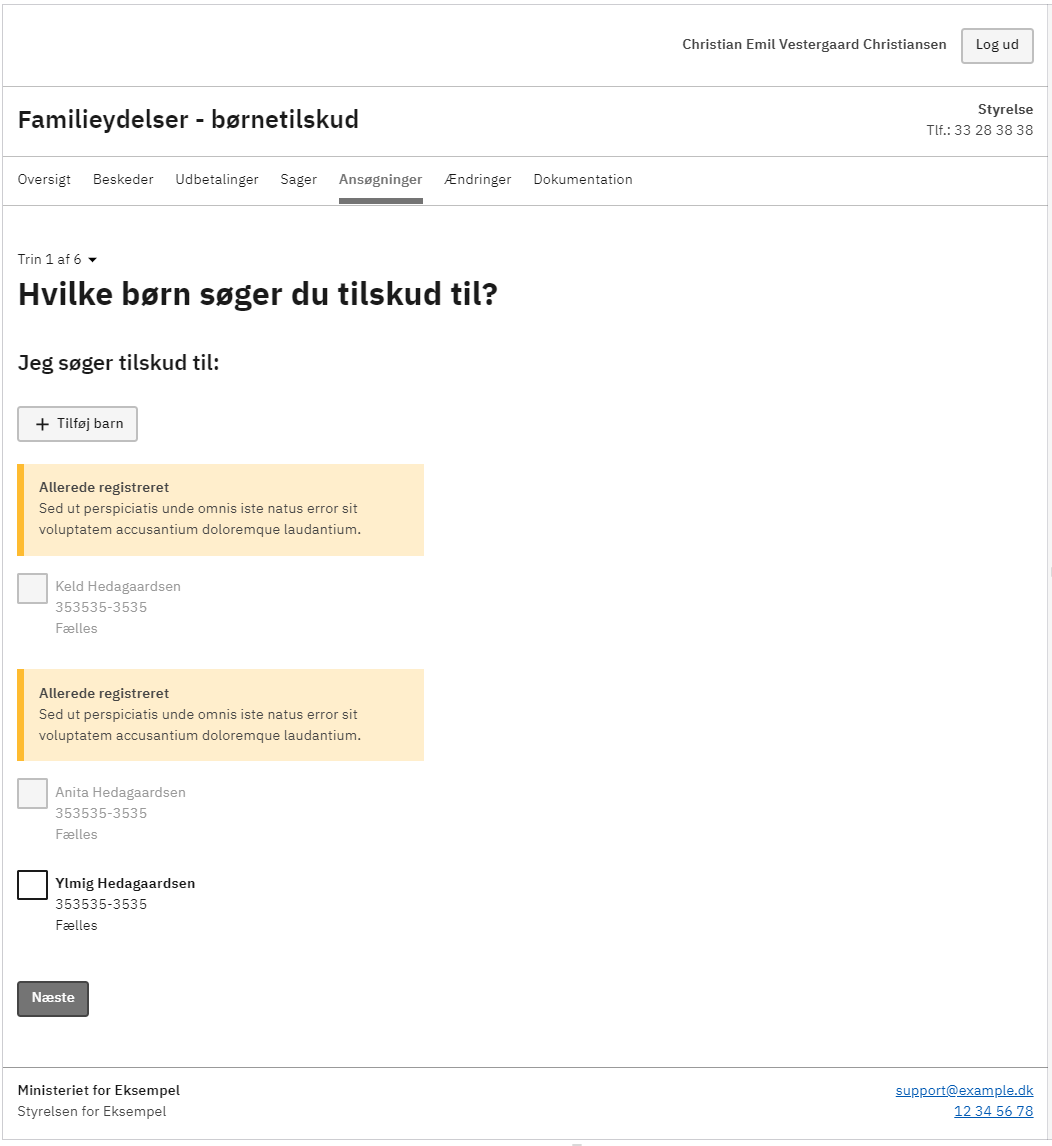 Christian Emil Vestergaard Christiansen
Log ud
Familieydelser - børnetilskud
Styrelse
Tlf.: 33 28 38 38
Oversigt Beskeder Udbetalinger Sager Ansøgninger Ændringer Dokumentation
Trin 1 af 6
Hvilke børn søger du tilskud til?
Jeg søger tilskud til:
Tilføj barn
Allerede registreret
Sed ut perspiciatis unde omnis iste natus error sit
voluptatem accusantium doloremque laudantium.
Keld Hedagaardsen
353535-3535
Fælles
Allerede registreret
Sed ut perspiciatis unde omnis iste natus error sit
voluptatem accusantium doloremque laudantium.
Anita Hedagaardsen
353535-3535
Fælles
Ylmig Hedagaardsen
353535-3535
Fælles
Næste
Ministeriet for Eksempel
Styrelsen for Eksempel
support@example.dk
12 34 56 78